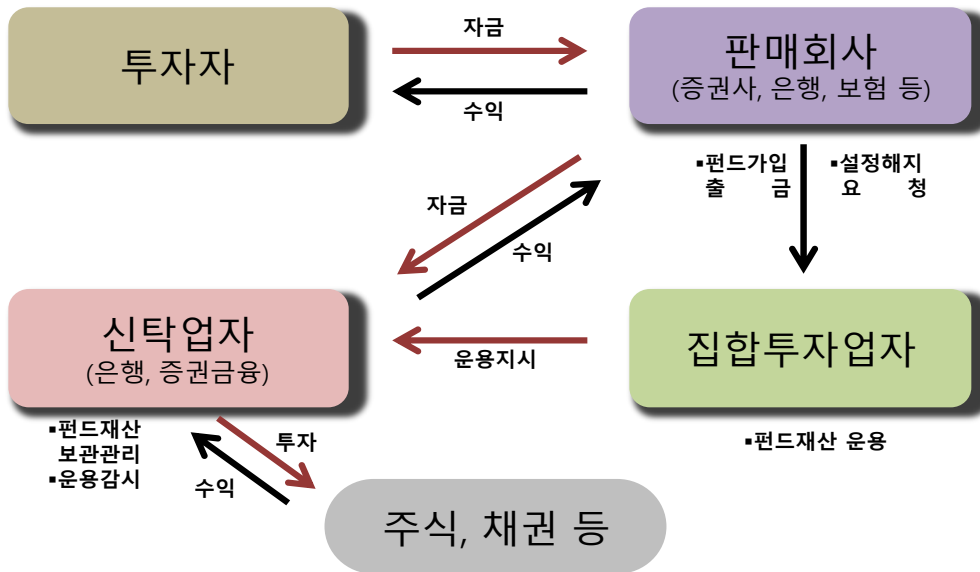 투자자
자금
수익
판매회사
(증권사, 은행, 보험 등)
▪펀드가입
출 금
▪설정해지
요 청
자금
수익
신탁업자
(은행, 증권금융)
운용지시
집합투자업자
▪펀드재산
보관관리
▪운용감시
투자
수익
▪펀드재산 운용
주식, 채권 등